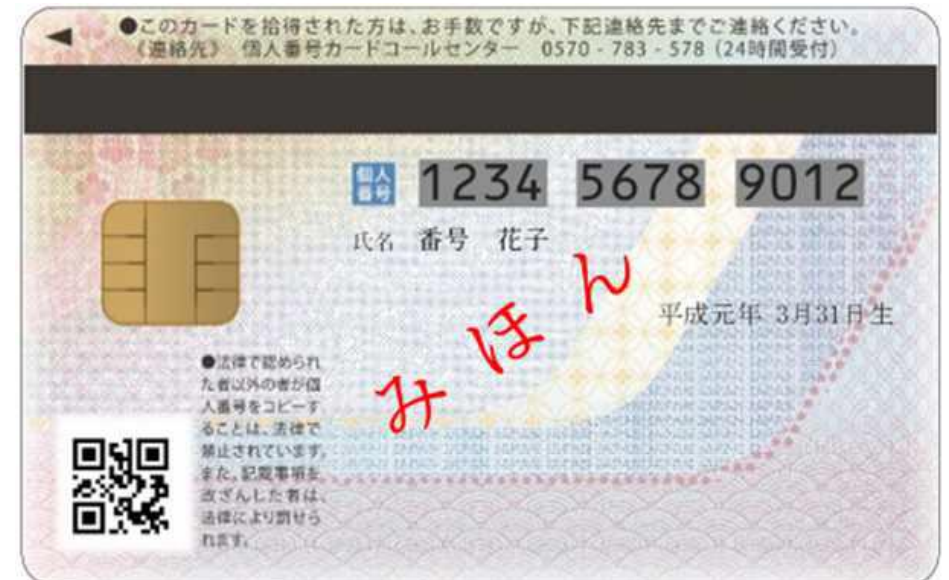 ◀ ●このカードを拾得された方は、お手数ですが、下記連絡先までご連絡ください。
《連絡先》 個人番号カードコールセンター 0570-783-578（24時間受付）
個人番号 1234 5678 9012
氏名 番号 花子
平成元年 3月31日生
みほん
●法律で認められ
た者以外の者が個
人番号をコピーす
ることは、法律で
禁止されています。
また、記載事項を
改ざんした者は、
法律により罰せら
れます。